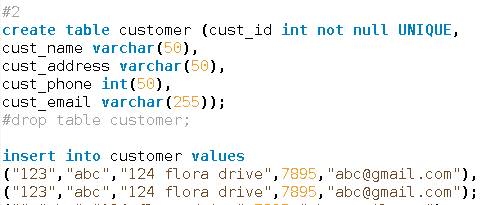 #2
create table customer (cust_id int not null UNIQUE,
cust_name varchar(50),
cust_address varchar(50),
cust_phone int(50),
cust_email varchar(255));
#drop table customer;
insert into customer values
("123","abc","124 flora drive",7895,"abc@gmail.com"),
("123","abc","124 flora drive",7895,"abc@gmail.com");